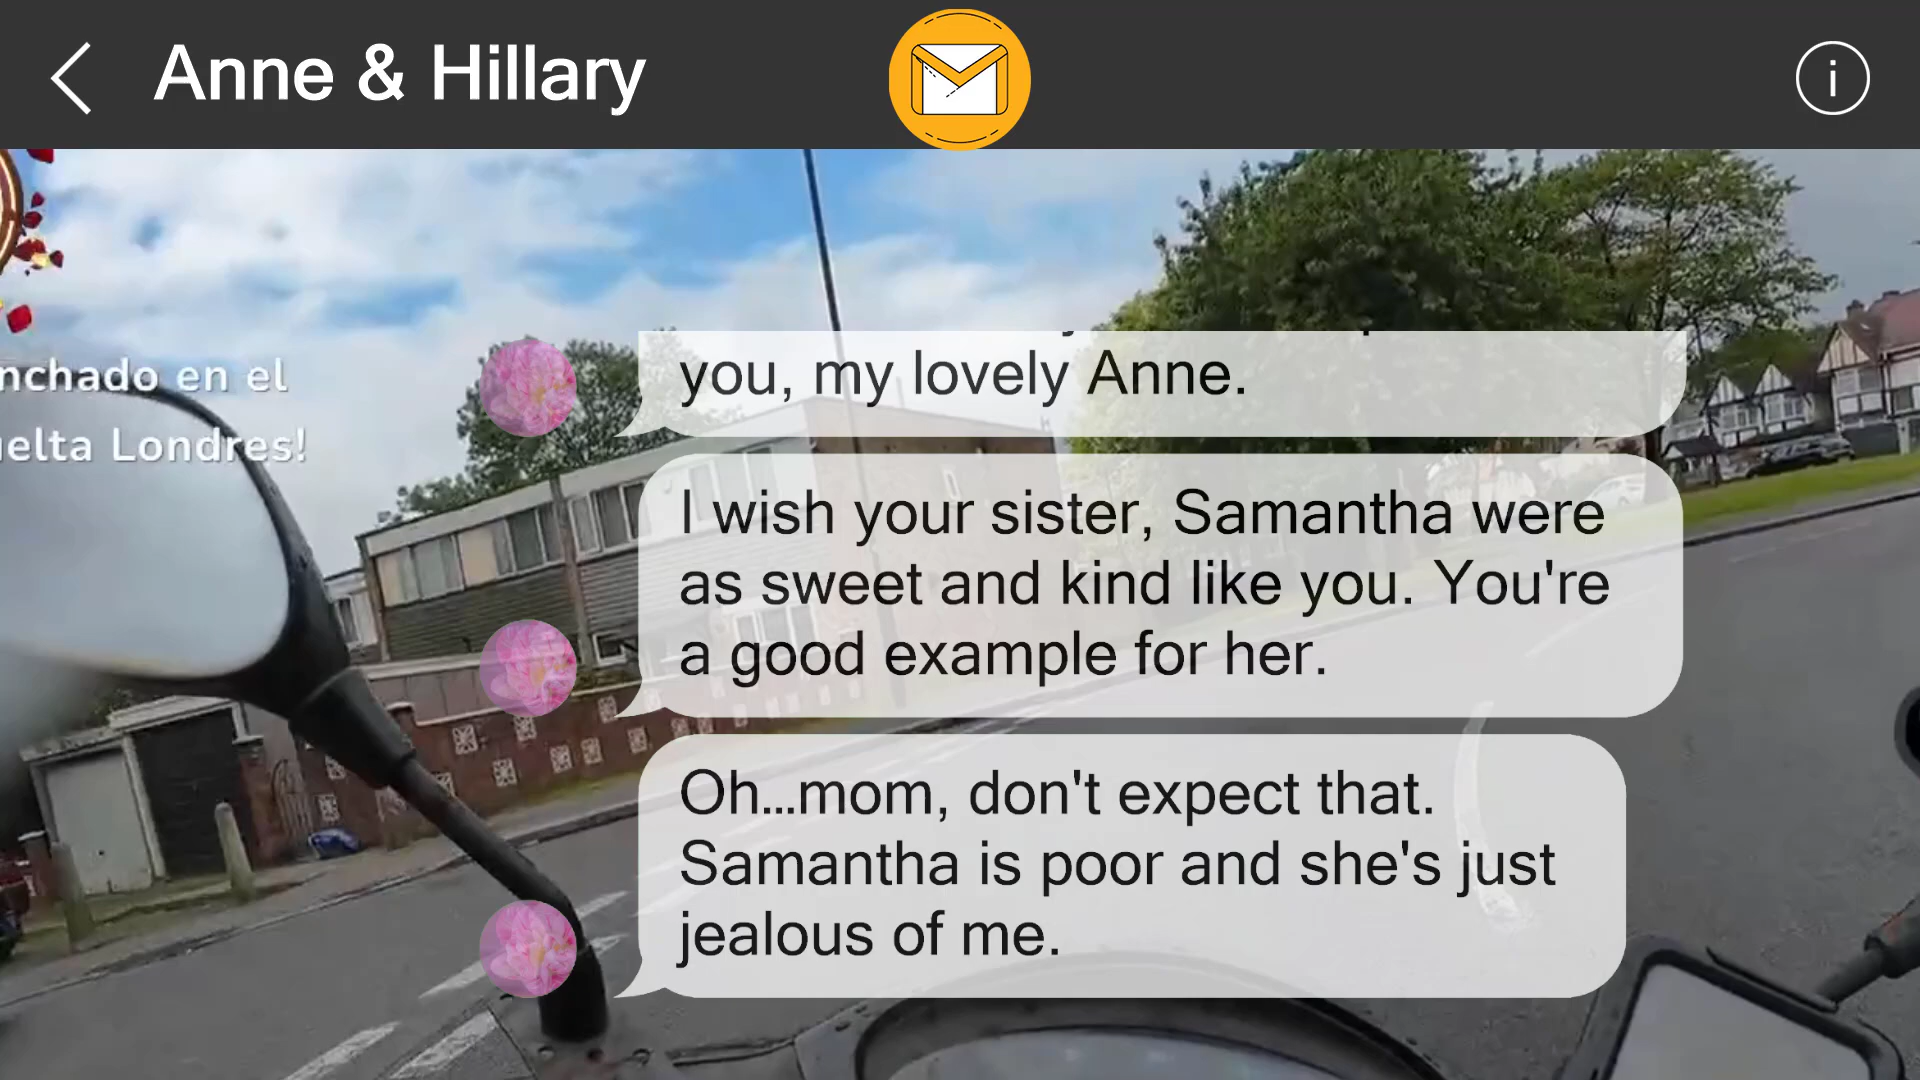 Anne & Hillary
en el
Londres!
you, my lovely Anne.
I wish your sister, Samantha were
as sweet and kind like you. You're
a good example for her.
Oh...mom, don't expect that.
Samantha is poor and she's just
jealous of me.